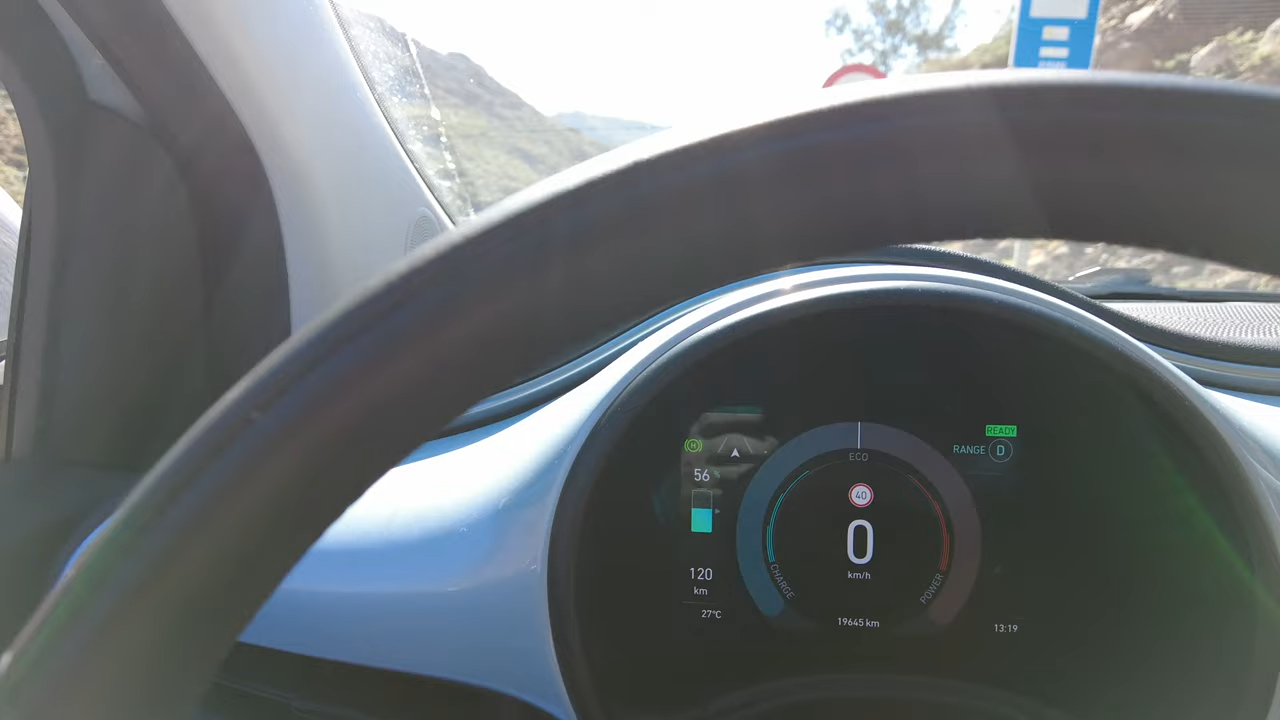 READY
RANGE D
ECO
56
40
0
km/h
120
km
CHARGE
POWER
27°C
19645 km
13:19